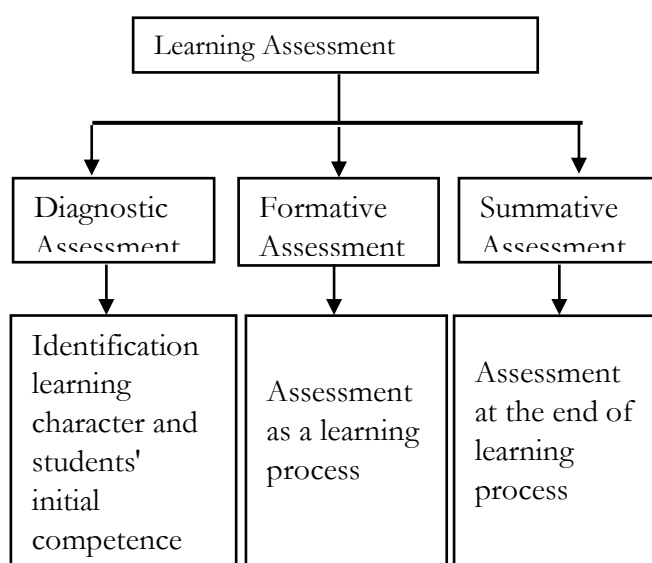 Learning Assessment
Diagnostic
Assessment
Formative
Assessment
Summative
Assessment
Identification
learning
character and
students'
initial
competence
Assessment
as a learning
process
Assessment
at the end of
learning
process